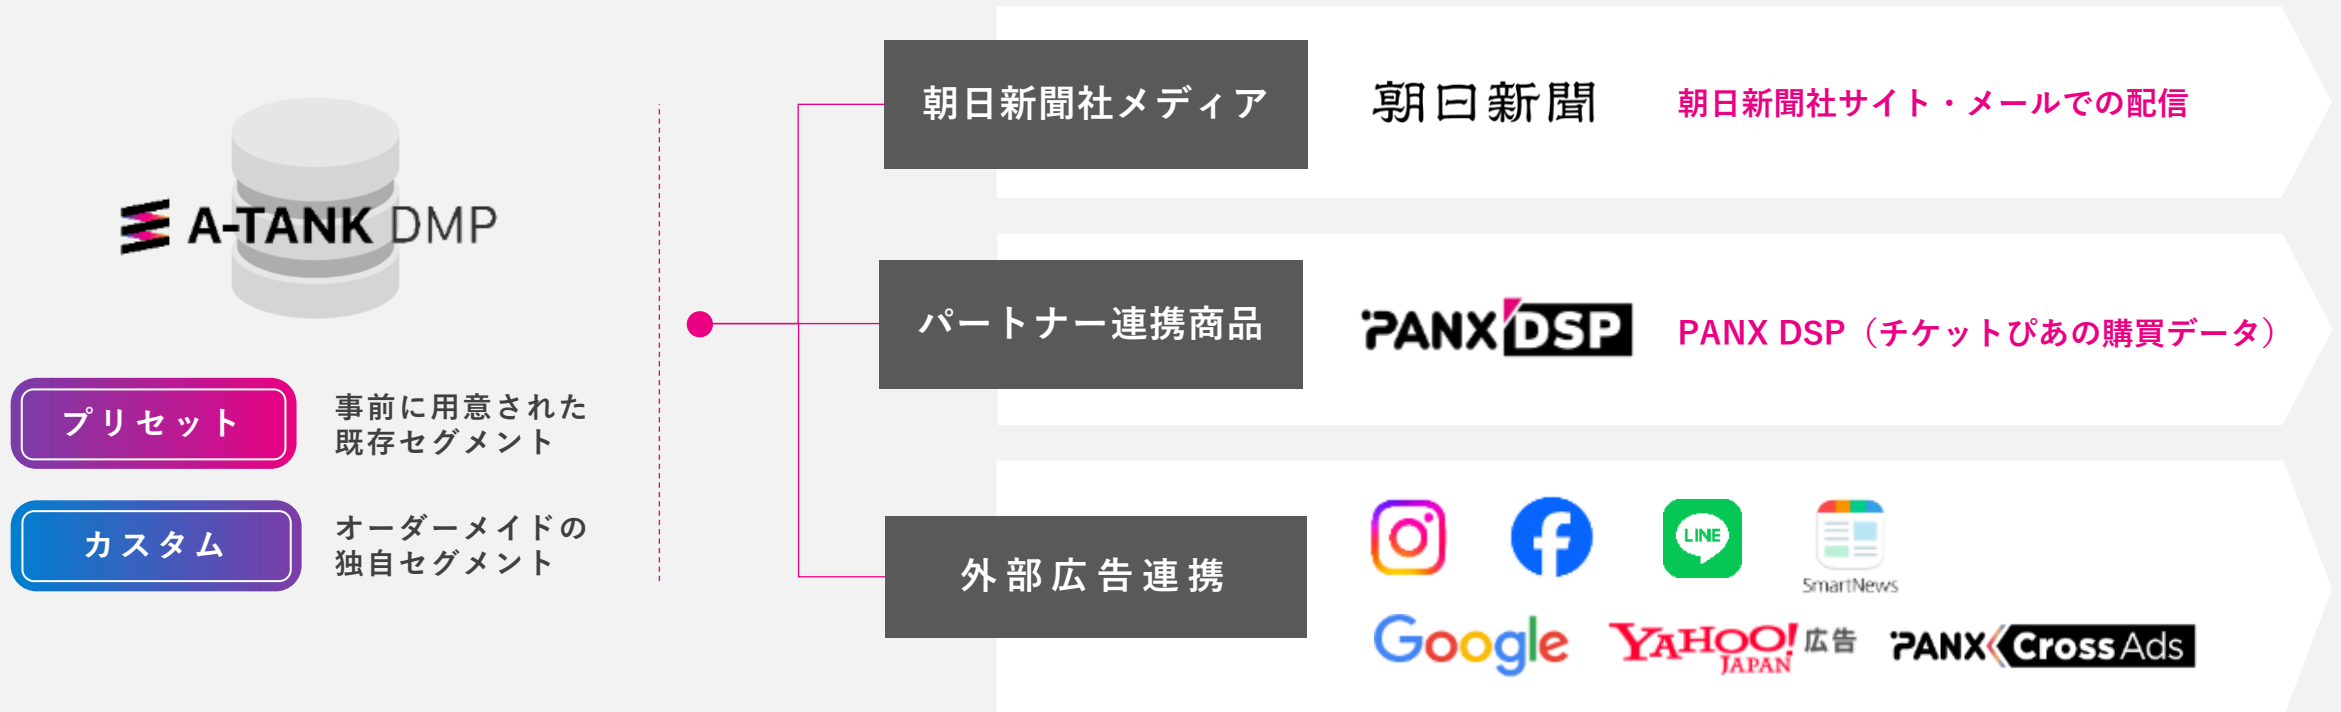 A-TANK DMP
プリセット
事前に用意された
既存セグメント
カスタム
オーダーメイドの
独自セグメント
朝日新聞社メディア
朝日新聞
朝日新聞社サイト・メールでの配信
パートナー連携商品
PANX DSP
PANX DSP（チケットぴあの購買データ）
外部広告連携
LINE
SmartNews
Google
YAHOO! JAPAN 広告
PANX Cross Ads